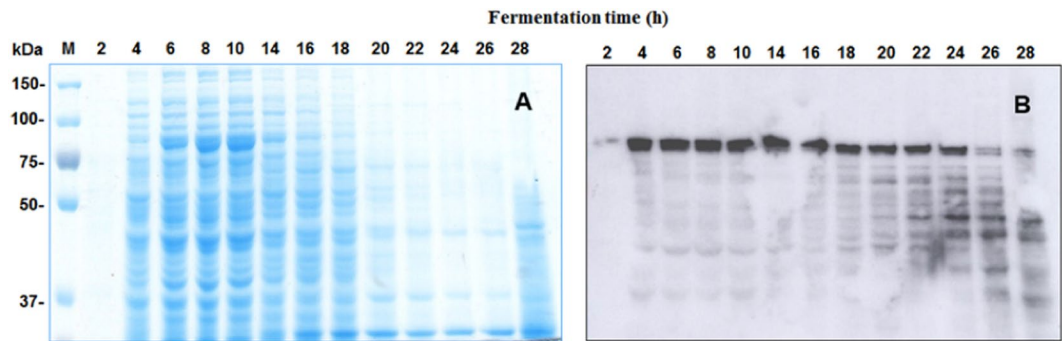 Fermentation time (h)
kDa M 2 4 6 8 10 14 16 18 20 22 24 26 28
2 4 6 8 10 14 16 18 20 22 24 26 28
150-
A
B
100-
75-
50-
37-